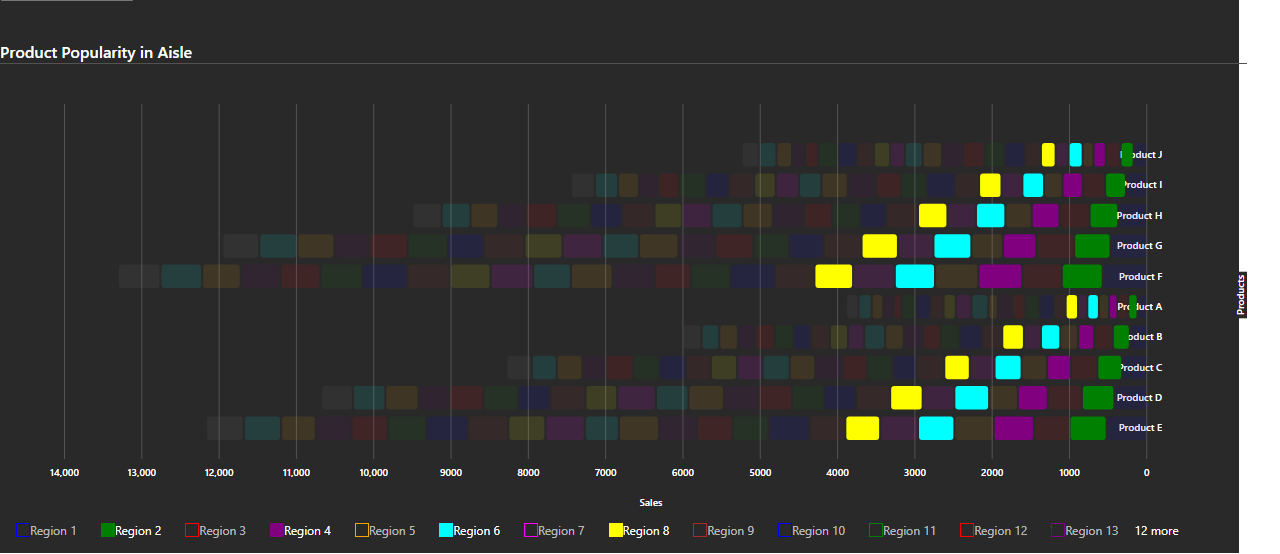 Product Popularity in Aisle
Product J
Product I
Product H
Product G
Product F
Product A
Product B
Product C
Product D
Product E
Products
14,000 13,000 12,000 11,000 10,000 9000 8000 7000 6000 5000 4000 3000 2000 1000 0
Sales
Region 1 Region 2 Region 3 Region 4 Region 5 Region 6 Region 7 Region 8 Region 9 Region 10 Region 11 Region 12 Region 13 12 more